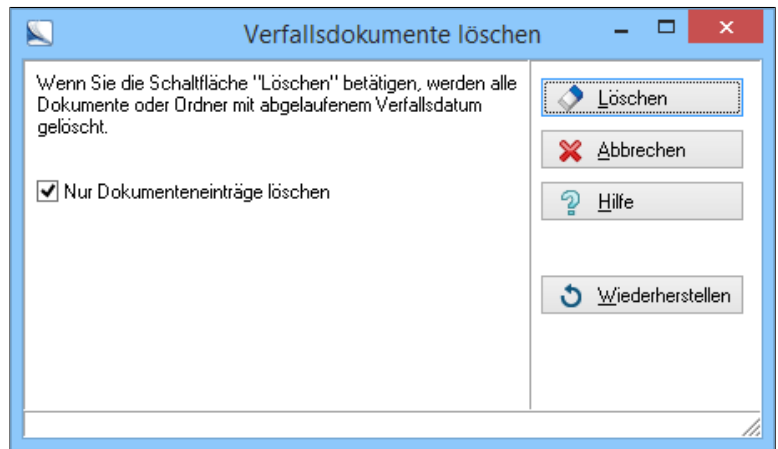 Verfallsdokumente löschen
Wenn Sie die Schaltfläche "Löschen" betätigen, werden alle
Dokumente oder Ordner mit abgelaufenem Verfallsdatum
gelöscht.
Nur Dokumenteneinträge löschen
Löschen
Abbrechen
Hilfe
Wiederherstellen